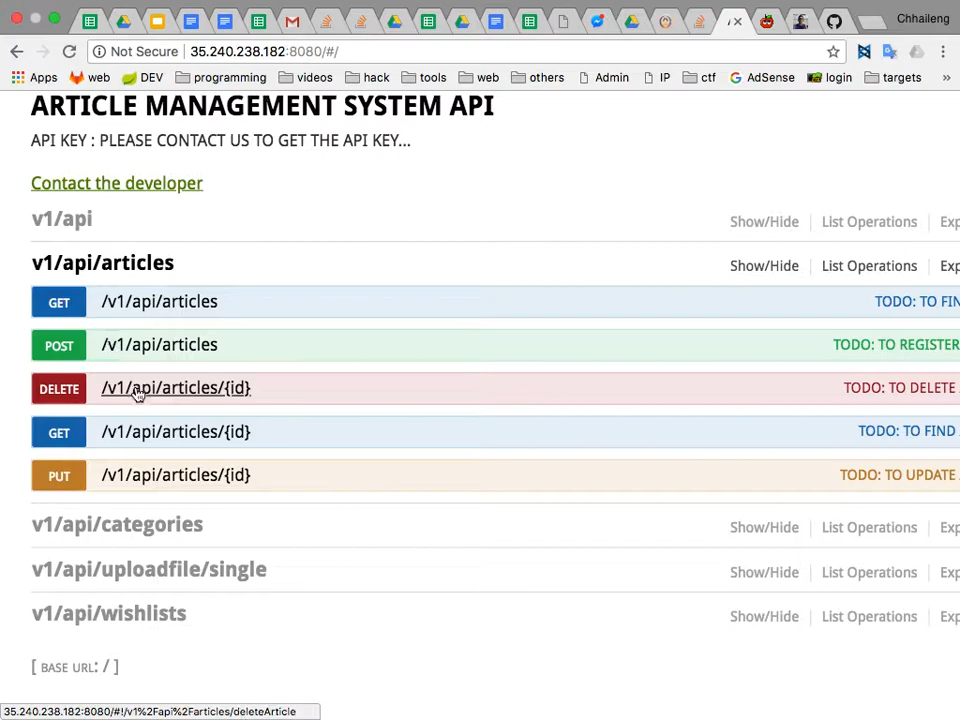 Chhaileng
Not Secure | 35.240.238.182:8080/#/
Apps web DEV programming videos hack tools web others Admin IP ctf AdSense login targets »
ARTICLE MANAGEMENT SYSTEM API
API KEY : PLEASE CONTACT US TO GET THE API KEY...
Contact the developer
v1/api Show/Hide List Operations Exp
v1/api/articles Show/Hide List Operations Exp
GET /v1/api/articles TODO: TO FIN
POST /v1/api/articles TODO: TO REGISTER
DELETE /v1/api/articles/{id} TODO: TO DELETE
GET /v1/api/articles/{id} TODO: TO FIND
PUT /v1/api/articles/{id} TODO: TO UPDATE
v1/api/categories Show/Hide List Operations Exp
v1/api/uploadfile/single Show/Hide List Operations Exp
v1/api/wishlists Show/Hide List Operations Exp
[ BASE URL: / ]
35.240.238.182:8080/#!/v1%2Fapi%2Farticles/deleteArticle